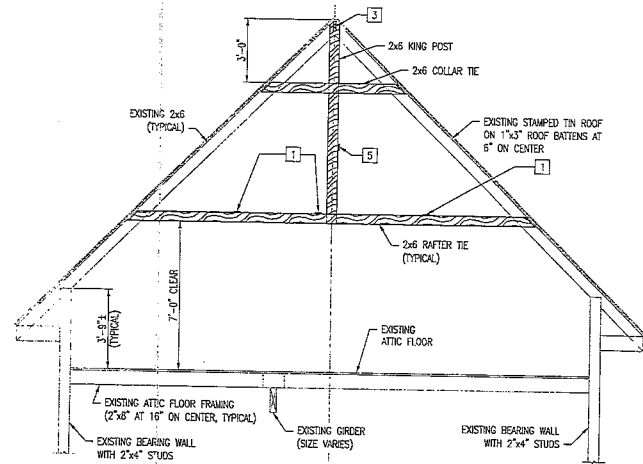 3
3'-0"
2x6 KING POST
2x6 COLLAR TIE
EXISTING 2x6
(TYPICAL)
EXISTING STAMPED TIN ROOF
ON 1"x3" ROOF BATTENS AT
6" ON CENTER
5
1
1
2x6 RAFTER TIE
(TYPICAL)
7'-0" CLEAR
3'-9"±
(TYPICAL)
EXISTING
ATTIC FLOOR
EXISTING ATTIC FLOOR FRAMING
(2"x8" AT 16" ON CENTER, TYPICAL)
EXISTING GIRDER
(SIZE VARIES)
EXISTING BEARING WALL
WITH 2"x4" STUDS
EXISTING BEARING WALL
WITH 2"x4" STUDS